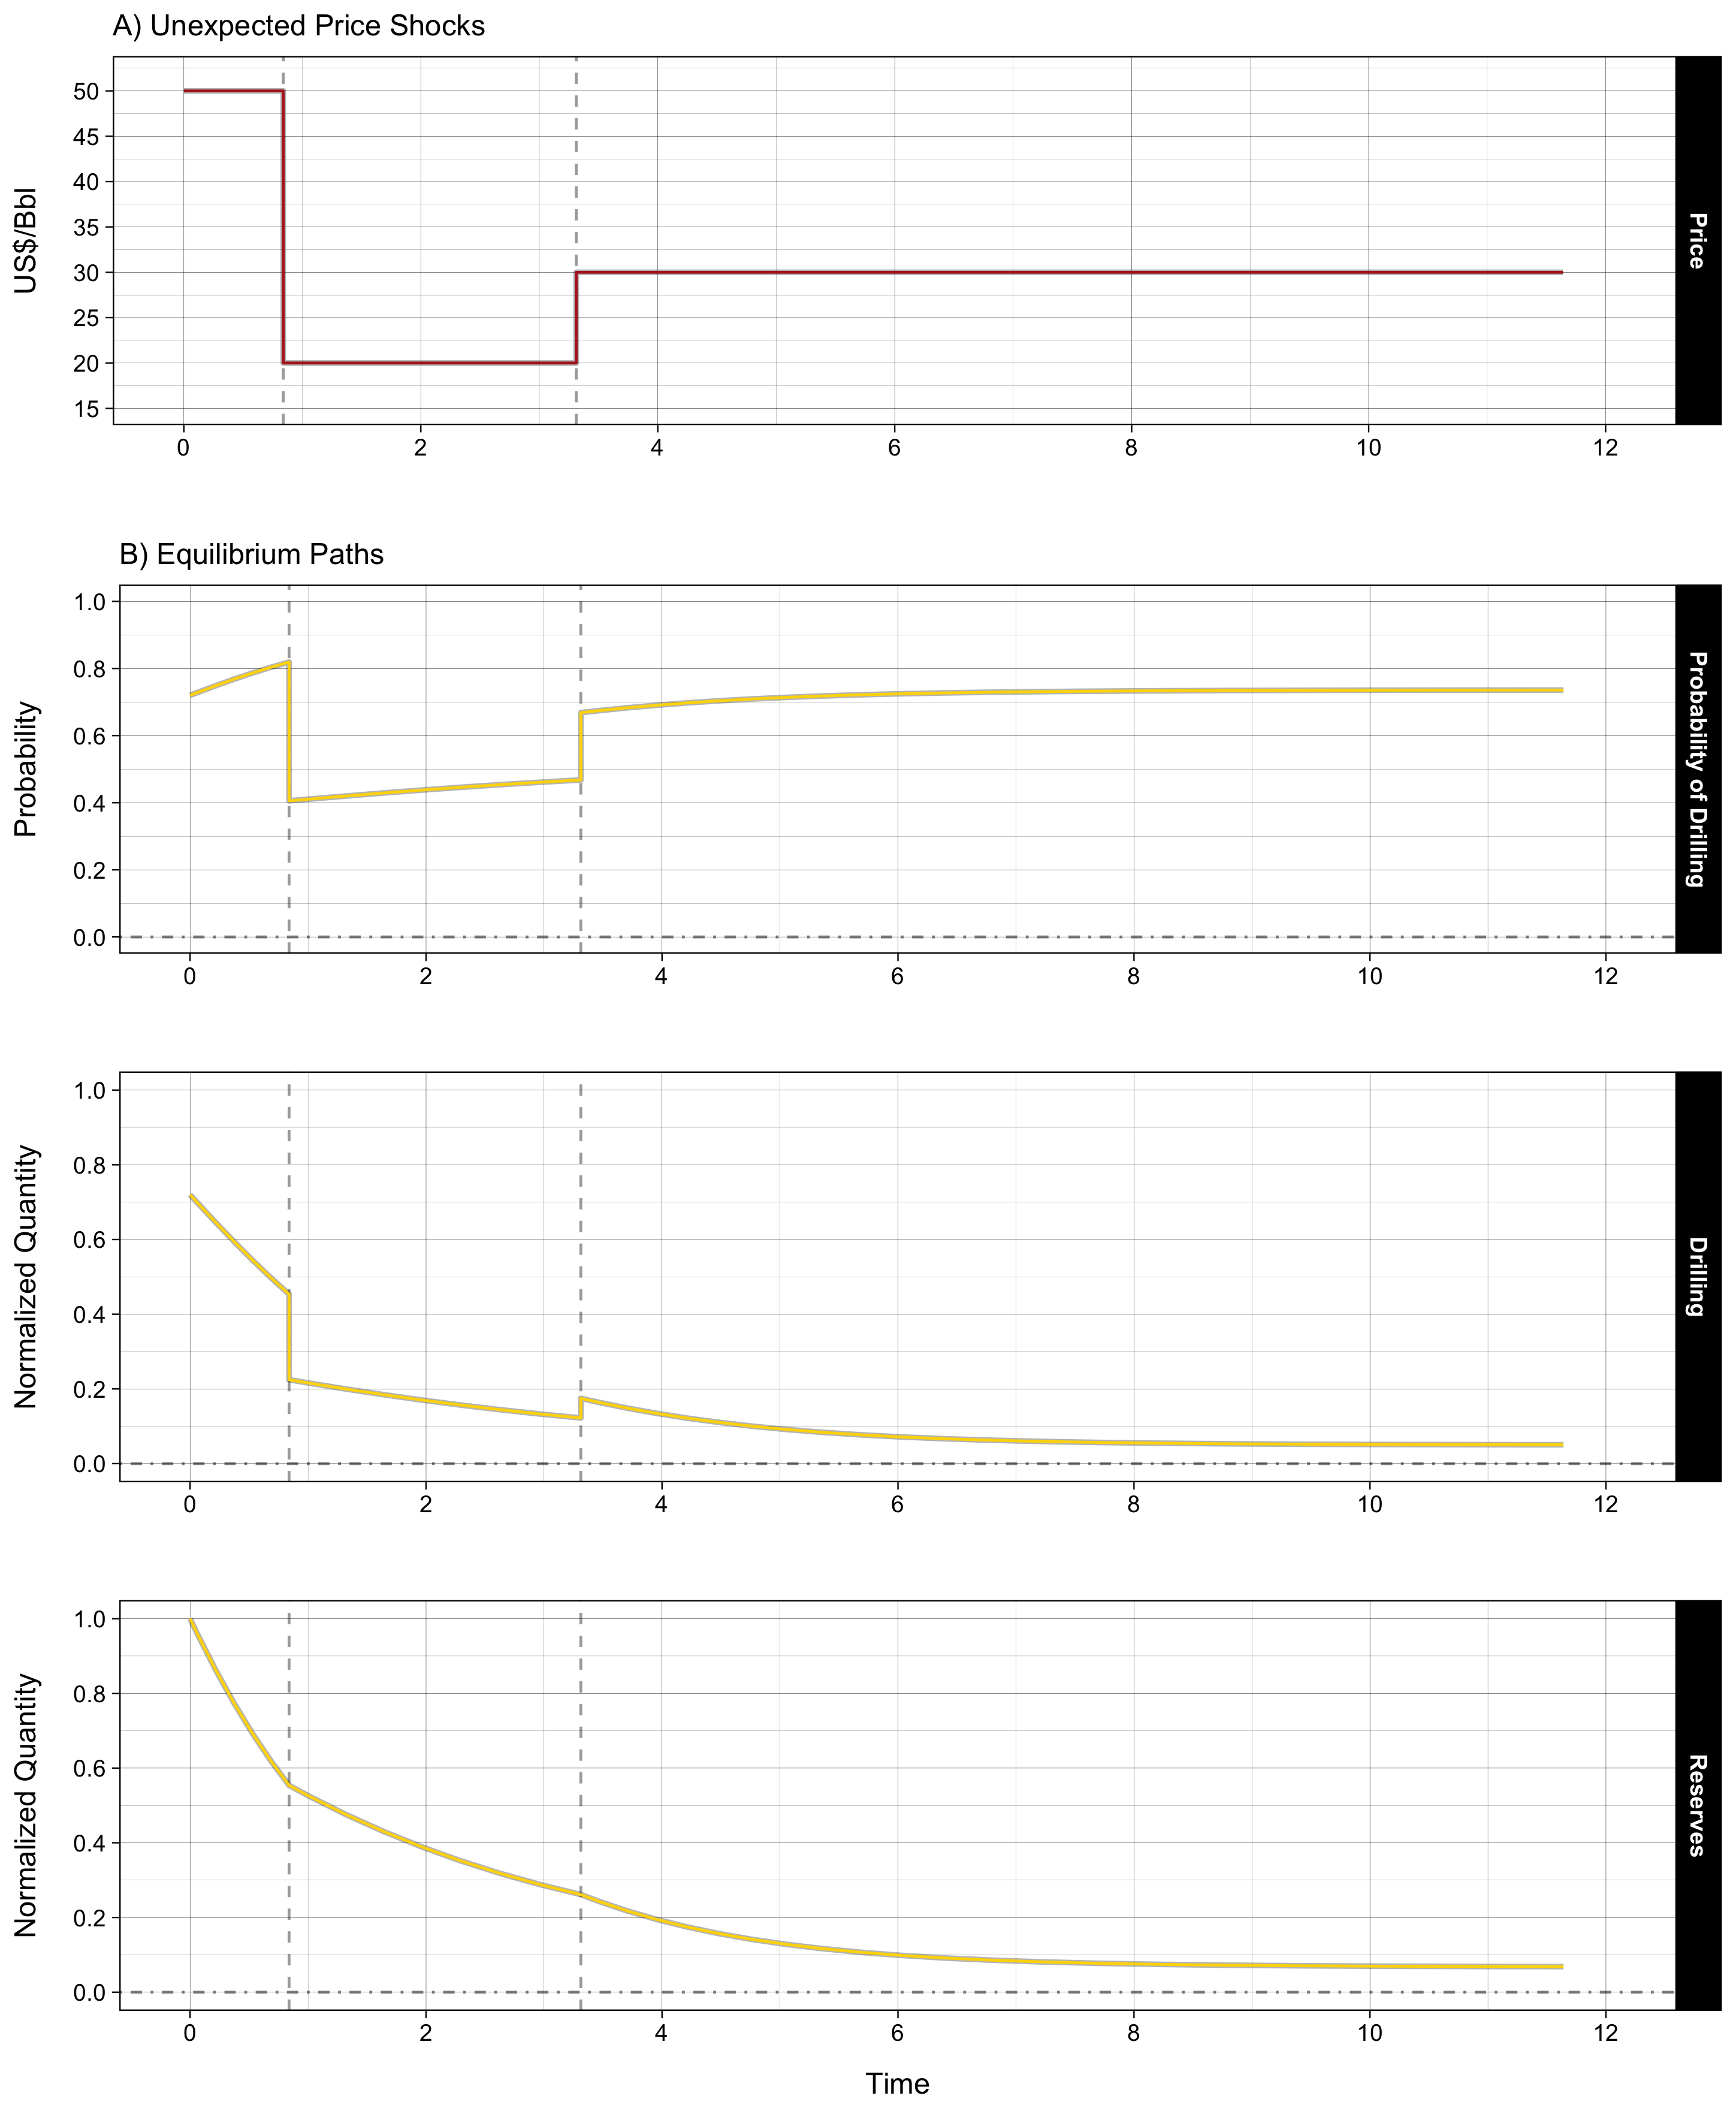 A) Unexpected Price Shocks
US$/Bbl
50
45
40
35
30
25
20
15
0 2 4 6 8 10 12
Price
B) Equilibrium Paths
Probability
1.0
0.8
0.6
0.4
0.2
0.0
0 2 4 6 8 10 12
Probability of Drilling
Normalized Quantity
1.0
0.8
0.6
0.4
0.2
0.0
0 2 4 6 8 10 12
Drilling
Normalized Quantity
1.0
0.8
0.6
0.4
0.2
0.0
0 2 4 6 8 10 12
Reserves
Time